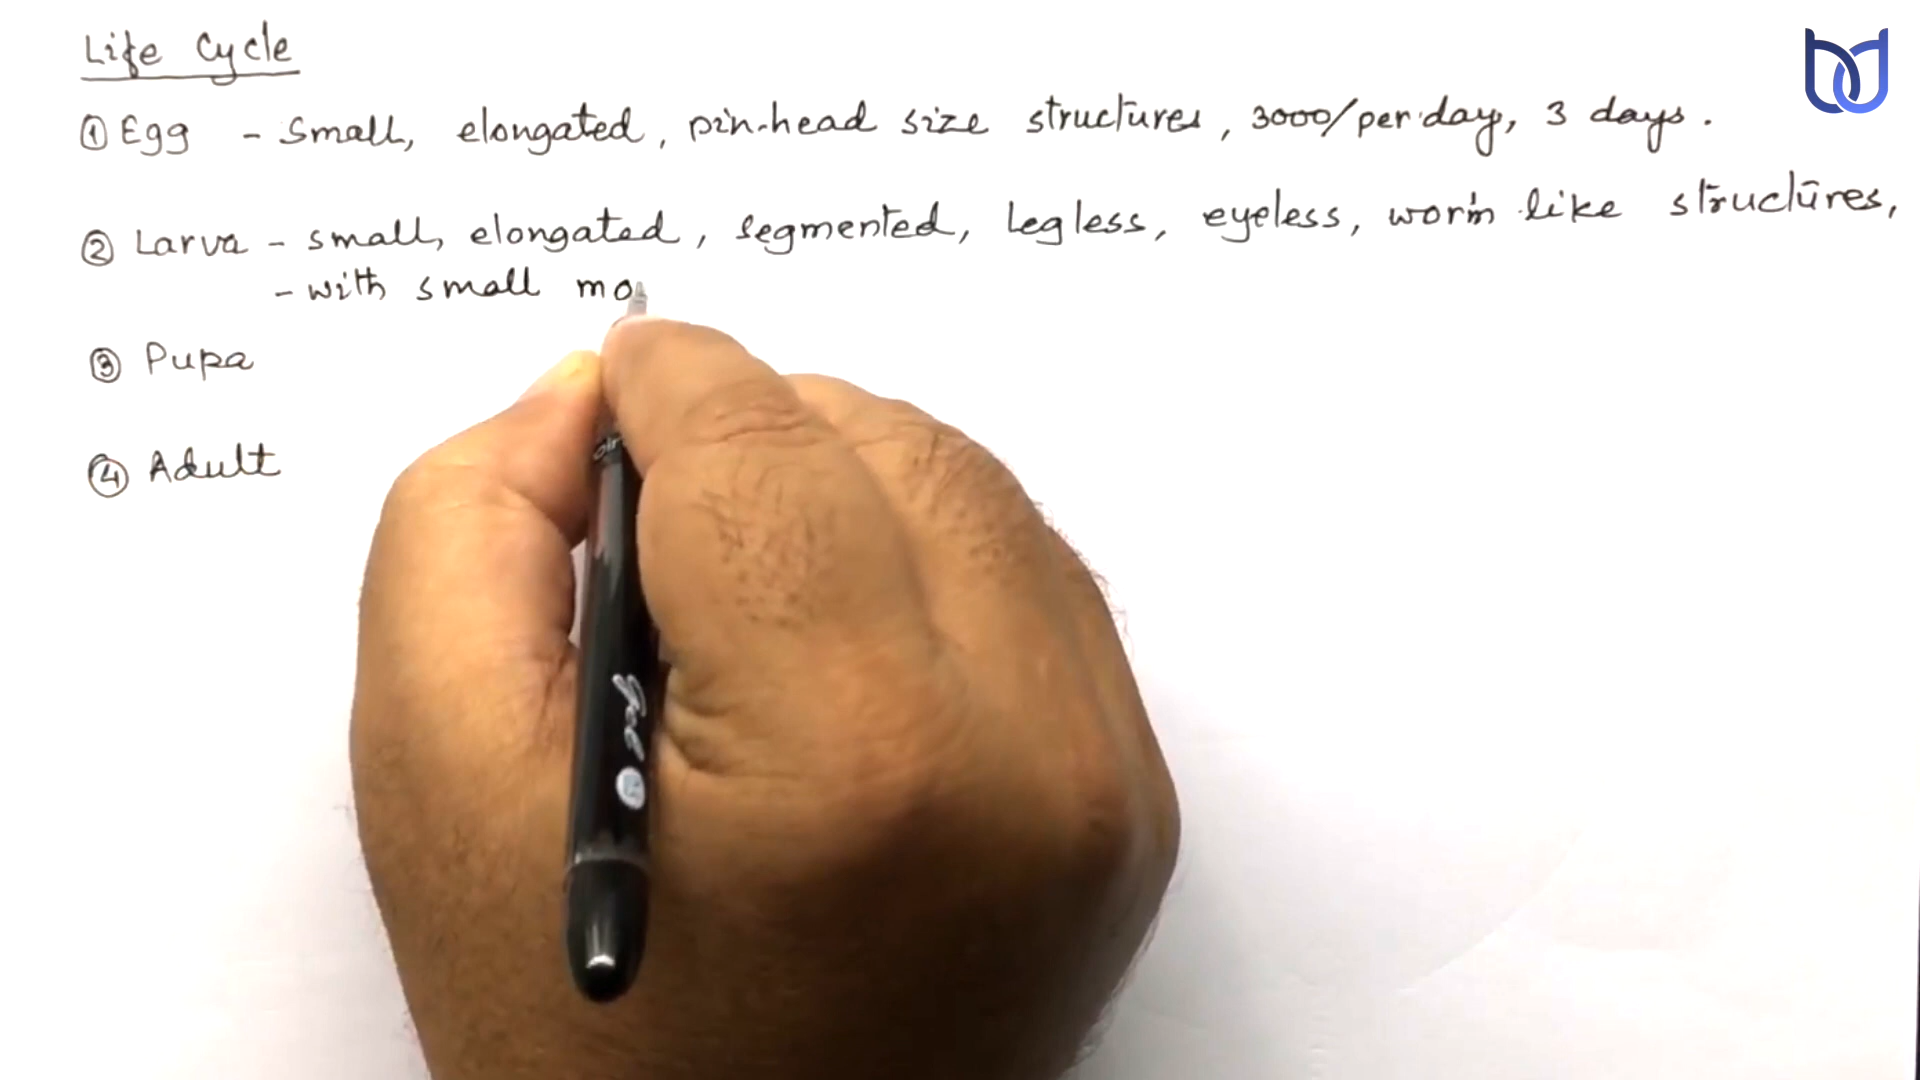 Life Cycle
① Egg - Small, elongated, pin-head size structures, 3000/per day, 3 days.
② Larva - small, elongated, segmented, legless, eyeless, worm like structures,
- with small mo
③ Pupa
④ Adult
gel